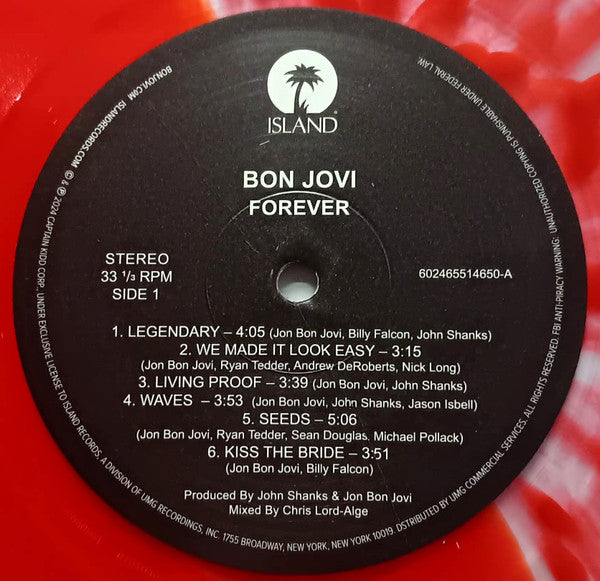 ISLAND®
BON JOVI
FOREVER
STEREO
33 ⅓ RPM
SIDE 1
602465514650-A
1. LEGENDARY – 4:05 (Jon Bon Jovi, Billy Falcon, John Shanks)
2. WE MADE IT LOOK EASY – 3:15
(Jon Bon Jovi, Ryan Tedder, Andrew DeRoberts, Nick Long)
3. LIVING PROOF – 3:39 (Jon Bon Jovi, John Shanks)
4. WAVES – 3:53 (Jon Bon Jovi, John Shanks, Jason Isbell)
5. SEEDS – 5:06
(Jon Bon Jovi, Ryan Tedder, Sean Douglas. Michael Pollack)
6. KISS THE BRIDE – 3:51
(Jon Bon Jovi, Billy Falcon)
Produced By John Shanks & Jon Bon Jovi
Mixed By Chris Lord-Alge
BONJOVI.COM ISLANDRECORDS.COM © & ℗ 2024 CAPTAIN KIDD CORP., UNDER EXCLUSIVE LICENSE TO ISLAND RECORDS, A DIVISION OF UMG RECORDINGS, INC. 1755 BROADWAY, NEW YORK, NEW YORK 10019. DSTRIBUTED BY UMG COMMERCIAL SERVICES. ALL RIGHTS RESERVED. FBI ANTI-PIRACY WARNING: UNAUTHORIZED COPYING IS PUNISHABLE UNDER FEDERAL LAW.